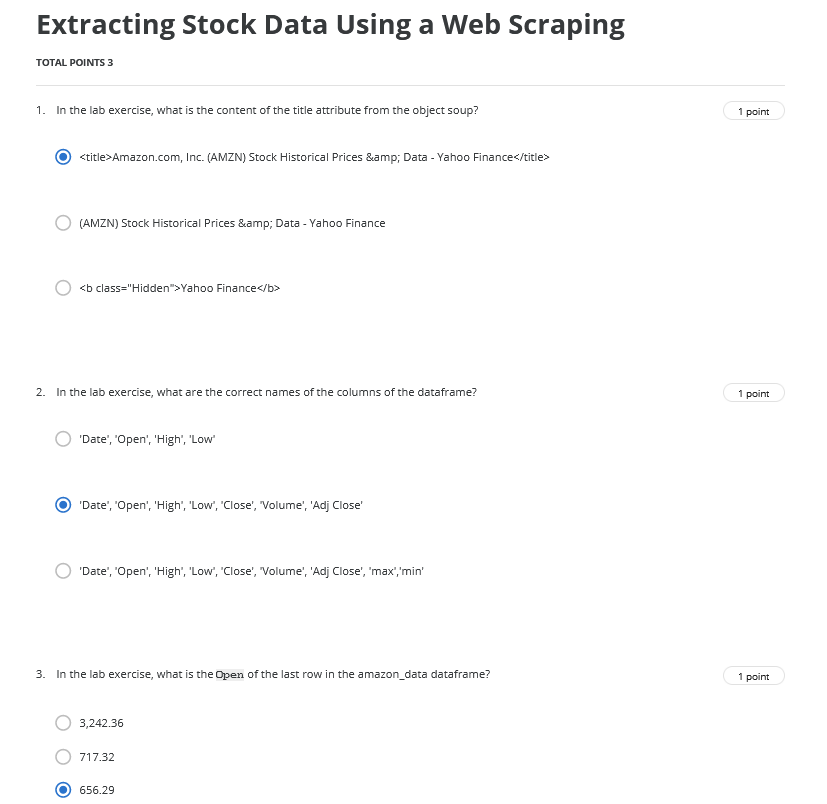 Extracting Stock Data Using a Web Scraping
TOTAL POINTS 3
1. In the lab exercise, what is the content of the title attribute from the object soup?
1 point
<title>Amazon.com, Inc. (AMZN) Stock Historical Prices &amp; Data - Yahoo Finance</title>
(AMZN) Stock Historical Prices &amp; Data - Yahoo Finance
<b class="Hidden">Yahoo Finance</b>
2. In the lab exercise, what are the correct names of the columns of the dataframe?
1 point
'Date', 'Open', 'High', 'Low'
'Date', 'Open', 'High', 'Low', 'Close', 'Volume', 'Adj Close'
'Date', 'Open', 'High', 'Low', 'Close', 'Volume', 'Adj Close', 'max','min'
3. In the lab exercise, what is the Open of the last row in the amazon_data dataframe?
1 point
3,242.36
717.32
656.29